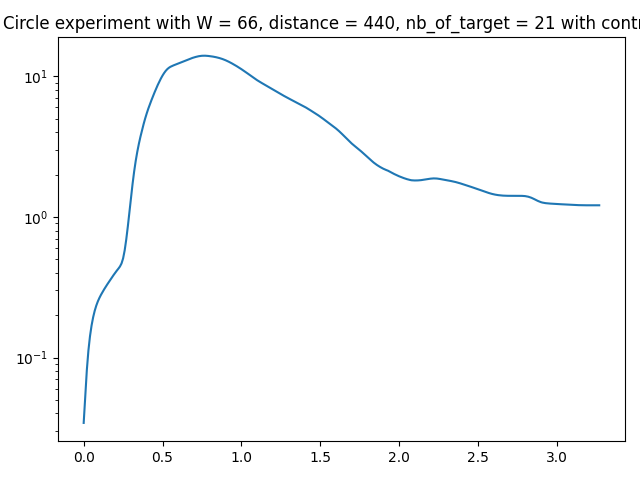 Circle experiment with W = 66, distance = 440, nb_of_target = 21 with contr
10¹
10⁰
10⁻¹
0.0 0.5 1.0 1.5 2.0 2.5 3.0